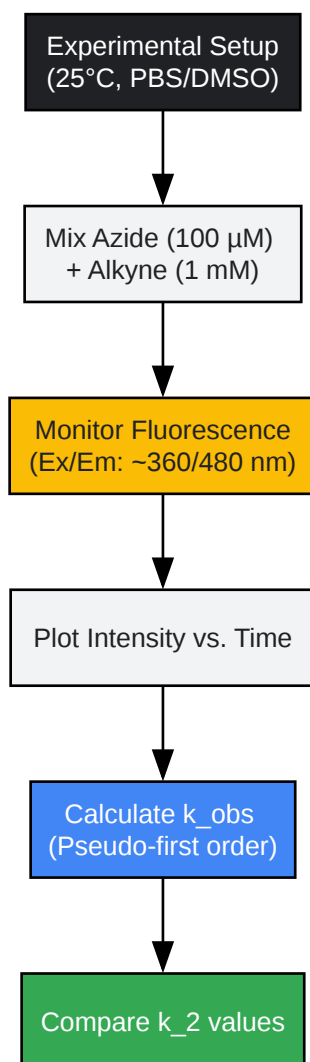 Experimental Setup
(25°C, PBS/DMSO)
Mix Azide (100 µM)
+ Alkyne (1 mM)
Monitor Fluorescence
(Ex/Em: ~360/480 nm)
Plot Intensity vs. Time
Calculate k_obs
(Pseudo-first order)
Compare k_2 values